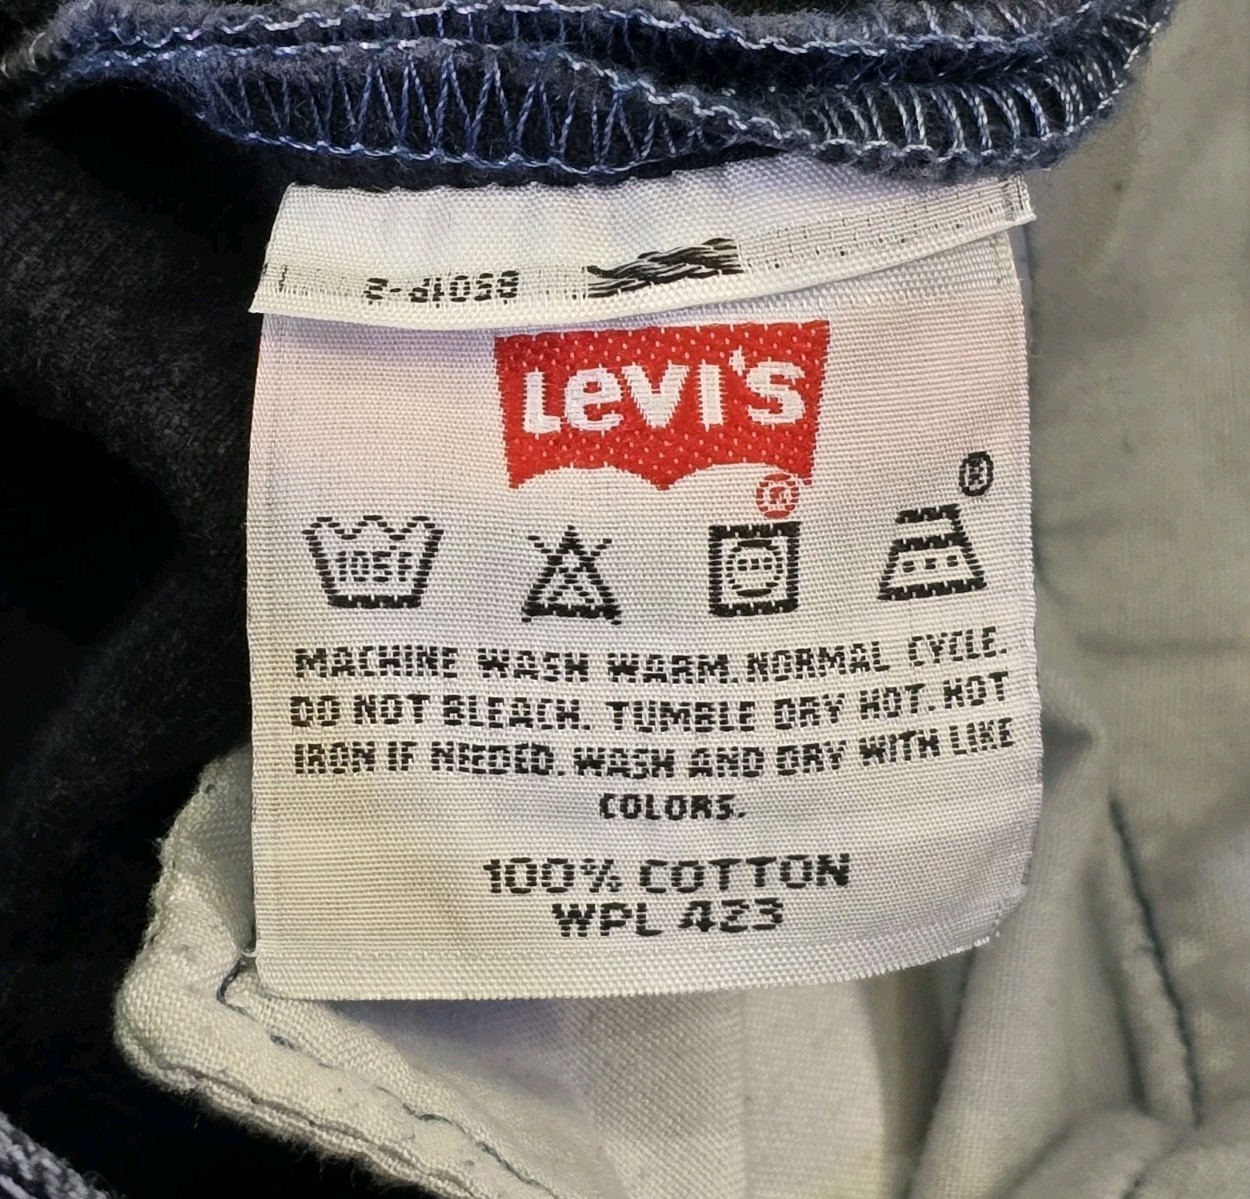 LEVI'S
®
®
105F
MACHINE WASH WARM. NORMAL CYCLE.
DO NOT BLEACH. TUMBLE DRY HOT. HOT
IRON IF NEEDED. WASH AND DRY WITH LIKE
COLORS.
100% COTTON
WPL 423